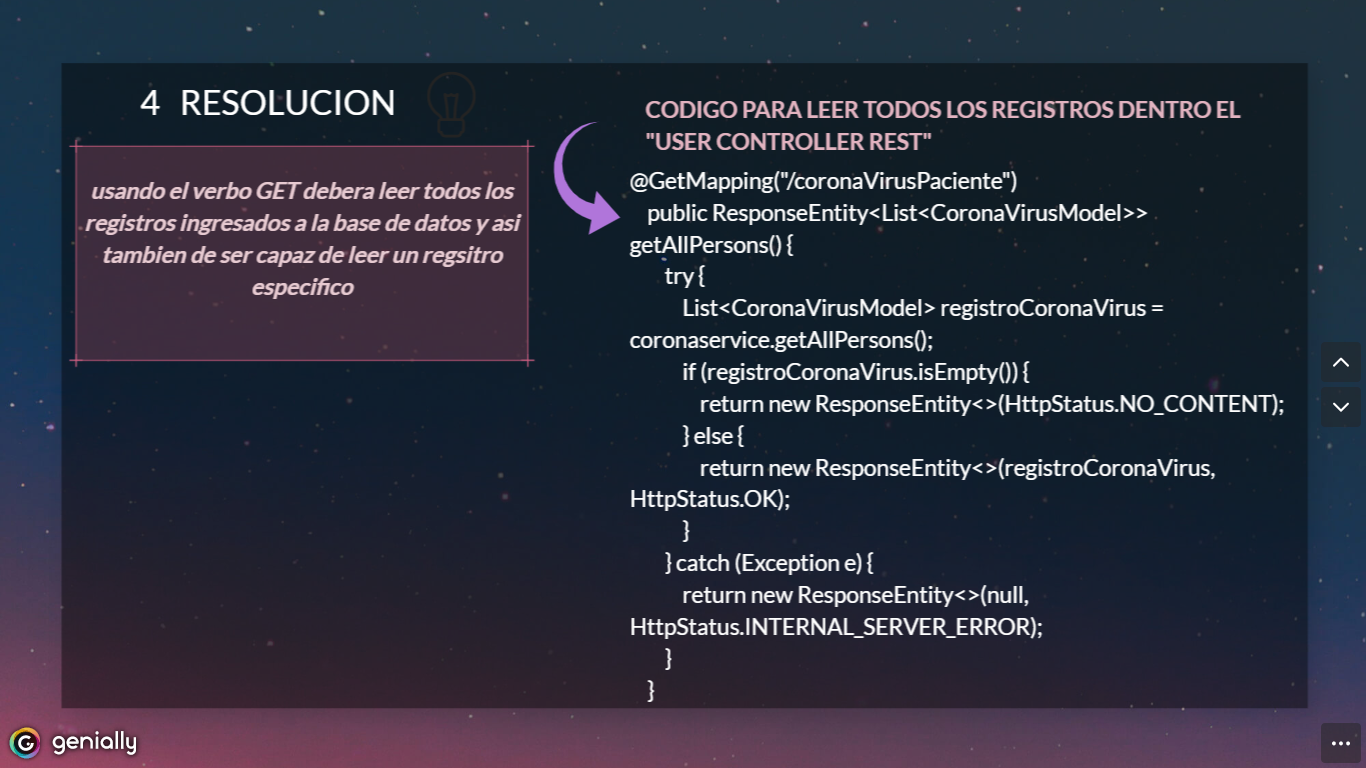 4 RESOLUCION
usando el verbo GET debera leer todos los
registros ingresados a la base de datos y asi
tambien de ser capaz de leer un regsitro
especifico
CODIGO PARA LEER TODOS LOS REGISTROS DENTRO EL
"USER CONTROLLER REST"
@GetMapping("/coronaVirusPaciente")
public ResponseEntity<List<CoronaVirusModel>>
getAllPersons() {
try {
List<CoronaVirusModel> registroCoronaVirus =
coronaservice.getAllPersons();
if (registroCoronaVirus.isEmpty()) {
return new ResponseEntity<>(HttpStatus.NO_CONTENT);
} else {
return new ResponseEntity<>(registroCoronaVirus,
HttpStatus.OK);
}
} catch (Exception e) {
return new ResponseEntity<>(null,
HttpStatus.INTERNAL_SERVER_ERROR);
}
}
genially